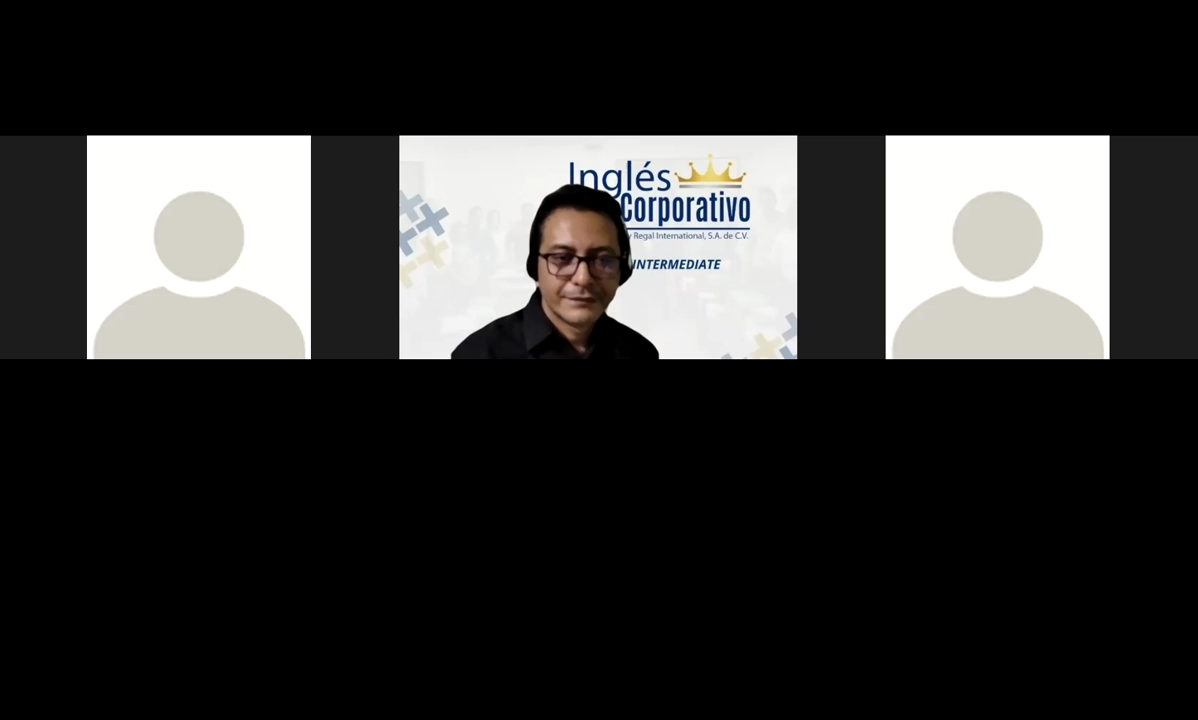 Inglés
Corporativo
y Regal International, S.A. de C.V.
INTERMEDIATE